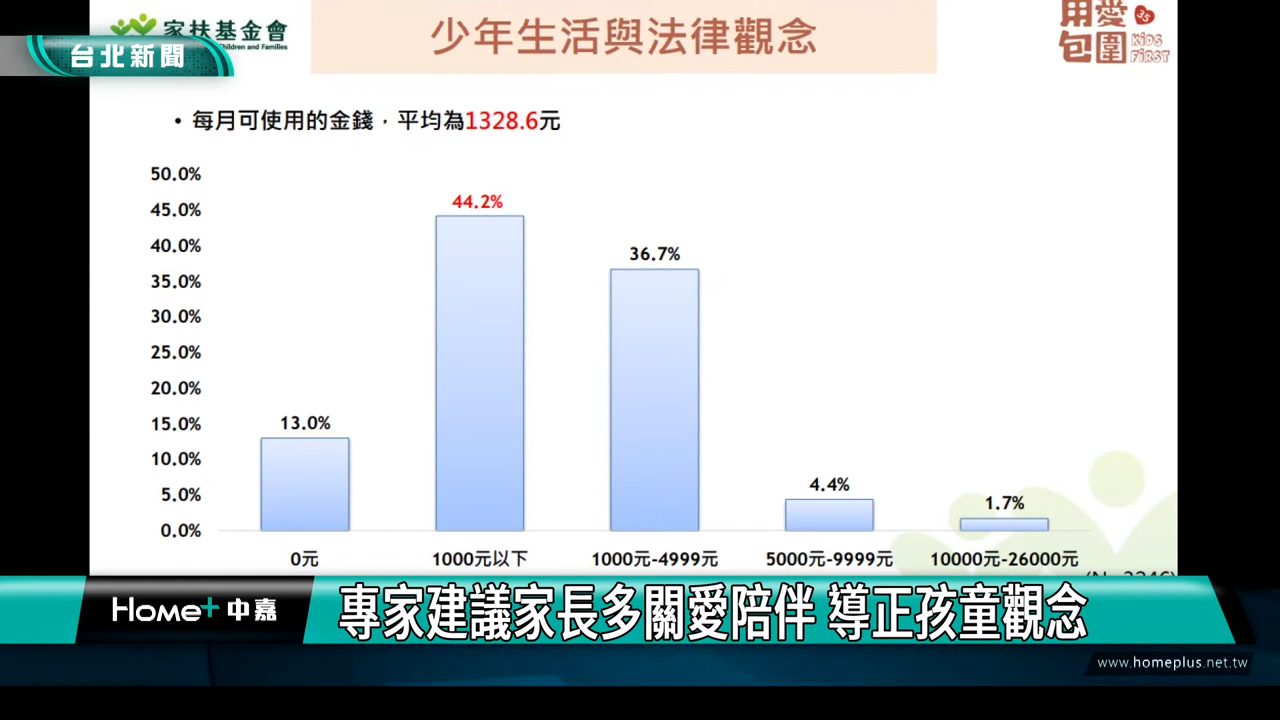 家扶基金會
Children and Families
台北新聞
少年生活與法律觀念
用愛
包圍
35
KiDS
FiRST
• 每月可使用的金錢，平均為1328.6元
50.0%
45.0%
40.0%
35.0%
30.0%
25.0%
20.0%
15.0%
10.0%
5.0%
0.0%
13.0%
44.2%
36.7%
4.4%
1.7%
0元
1000元以下
1000元-4999元
5000元-9999元
10000元-26000元
Home+ 中嘉
專家建議家長多關愛陪伴 導正孩童觀念
www.homeplus.net.tw